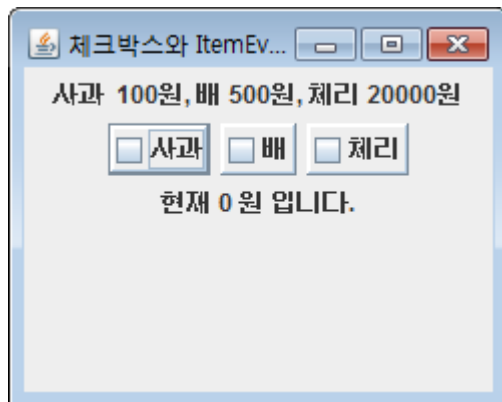 체크박스와 ItemEv...
사과 100원, 배 500원, 체리 20000원
사과 배 체리
현재 0 원 입니다.